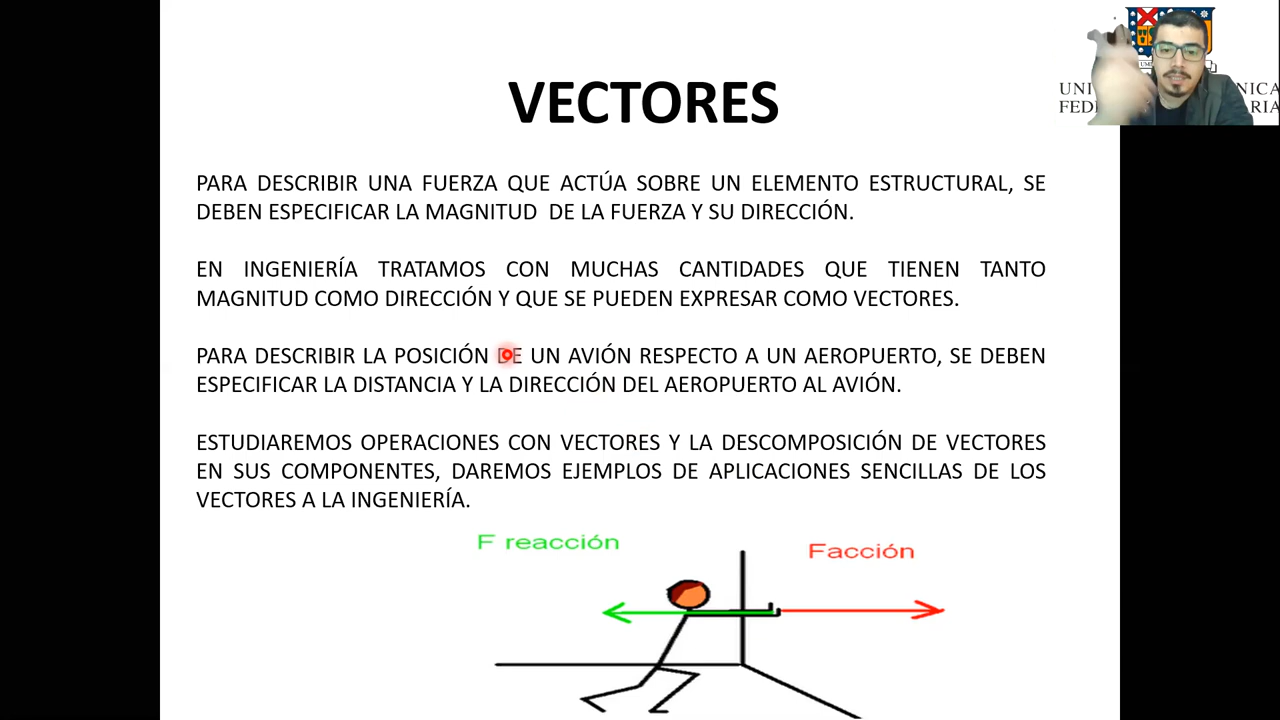 VECTORES
PARA DESCRIBIR UNA FUERZA QUE ACTÚA SOBRE UN ELEMENTO ESTRUCTURAL, SE
DEBEN ESPECIFICAR LA MAGNITUD DE LA FUERZA Y SU DIRECCIÓN.
EN INGENIERÍA TRATAMOS CON MUCHAS CANTIDADES QUE TIENEN TANTO
MAGNITUD COMO DIRECCIÓN Y QUE SE PUEDEN EXPRESAR COMO VECTORES.
PARA DESCRIBIR LA POSICIÓN DE UN AVIÓN RESPECTO A UN AEROPUERTO, SE DEBEN
ESPECIFICAR LA DISTANCIA Y LA DIRECCIÓN DEL AEROPUERTO AL AVIÓN.
ESTUDIAREMOS OPERACIONES CON VECTORES Y LA DESCOMPOSICIÓN DE VECTORES
EN SUS COMPONENTES, DAREMOS EJEMPLOS DE APLICACIONES SENCILLAS DE LOS
VECTORES A LA INGENIERÍA.
F reacción
Facción